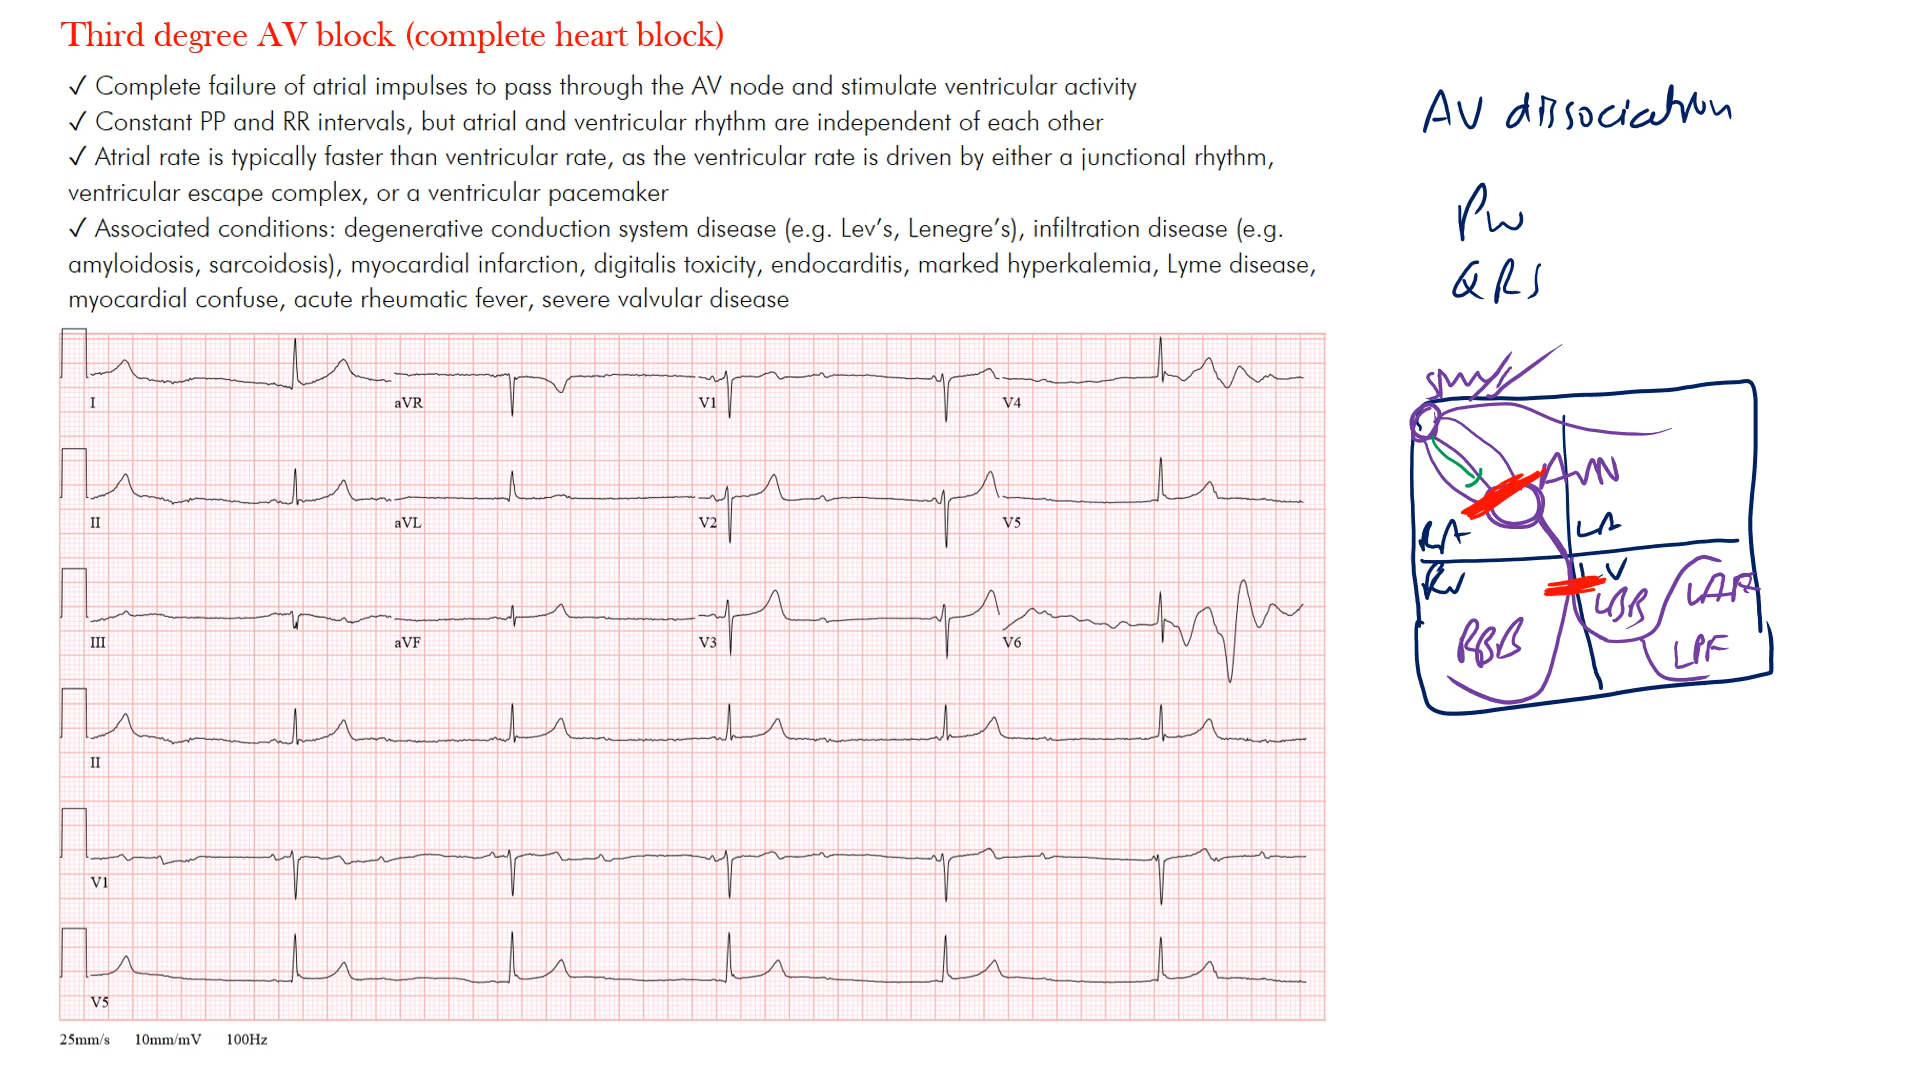 Third degree AV block (complete heart block)
✓ Complete failure of atrial impulses to pass through the AV node and stimulate ventricular activity
✓ Constant PP and RR intervals, but atrial and ventricular rhythm are independent of each other
✓ Atrial rate is typically faster than ventricular rate, as the ventricular rate is driven by either a junctional rhythm,
ventricular escape complex, or a ventricular pacemaker
✓ Associated conditions: degenerative conduction system disease (e.g. Lev's, Lenegre's), infiltration disease (e.g.
amyloidosis, sarcoidosis), myocardial infarction, digitalis toxicity, endocarditis, marked hyperkalemia, Lyme disease,
myocardial confuse, acute rheumatic fever, severe valvular disease
I aVR V1 V4
II aVL V2 V5
III aVF V3 V6
II
V1
V5
25mm/s 10mm/mV 100Hz
AV dissociation
Pw
QRS
AVN
RA LA
RV LV
LBB LAF
RBB LPF